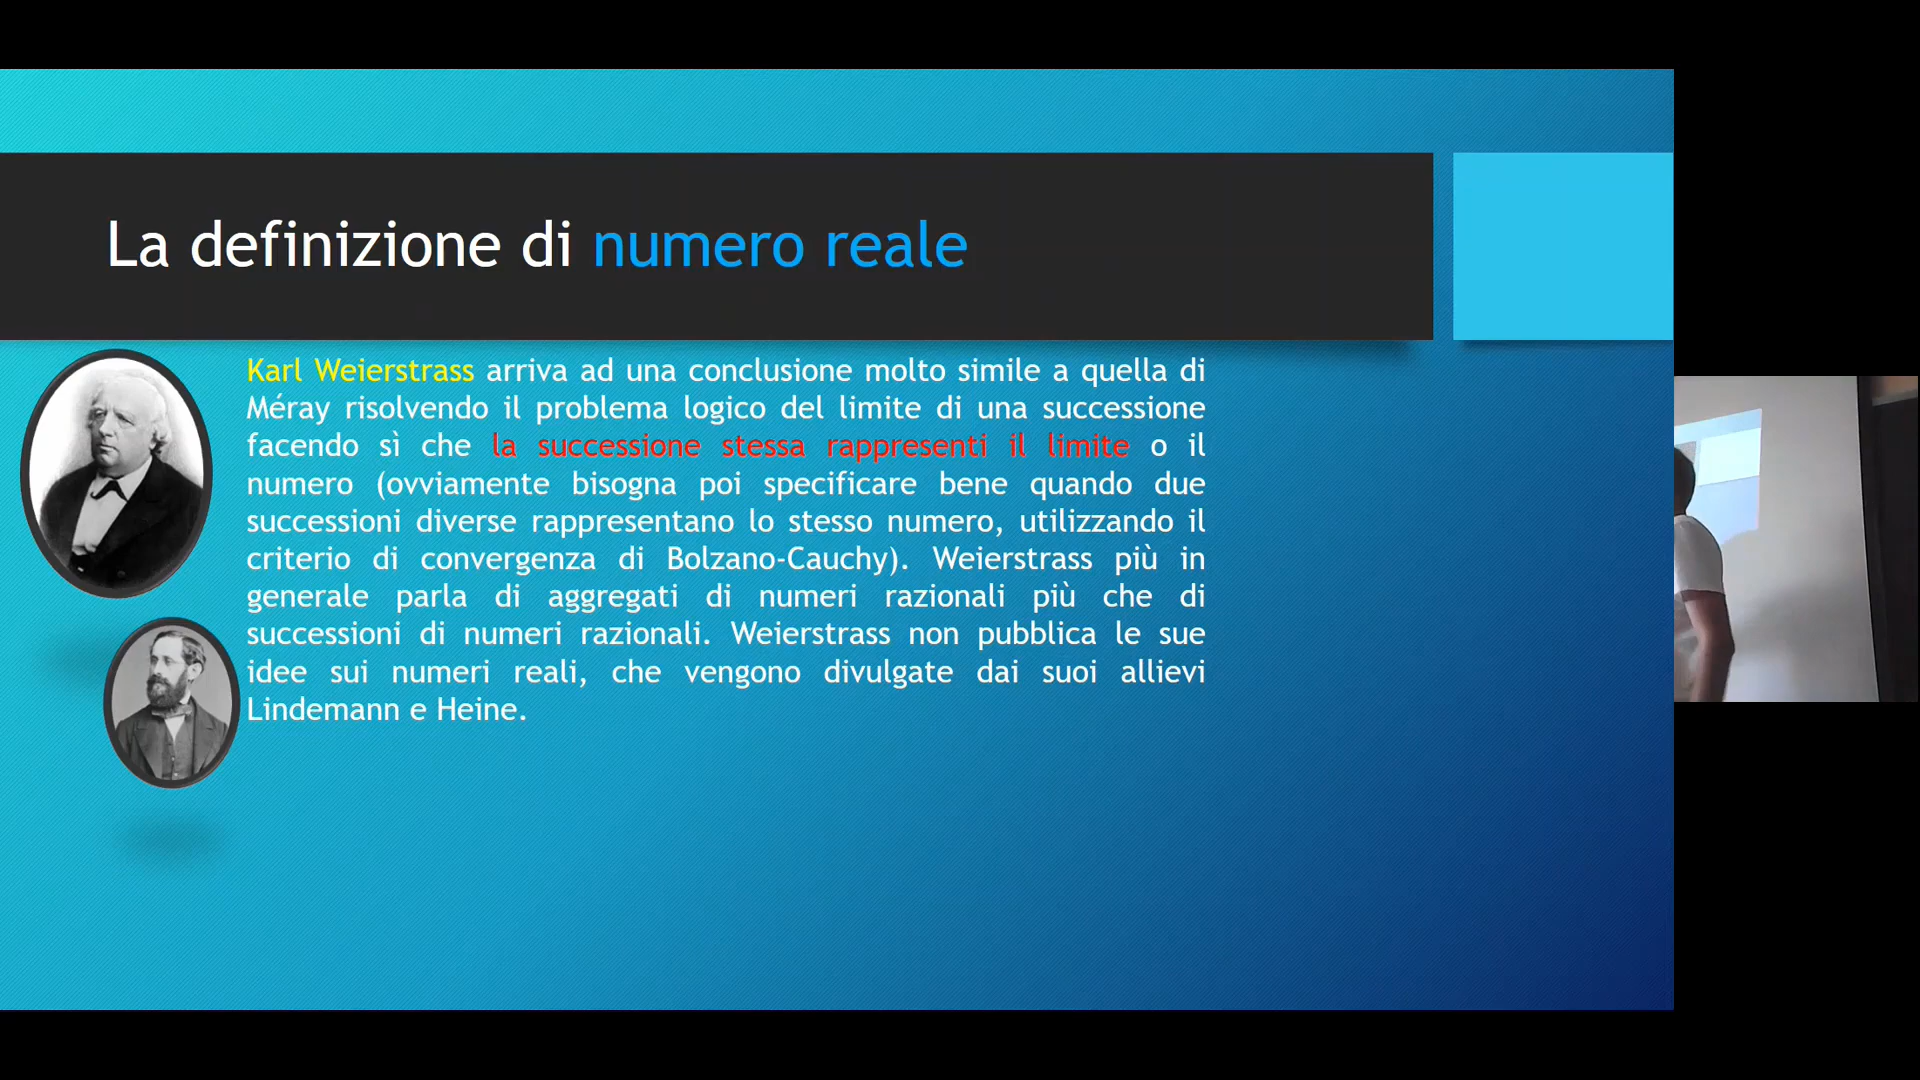 La definizione di numero reale
Karl Weierstrass arriva ad una conclusione molto simile a quella di
Méray risolvendo il problema logico del limite di una successione
facendo sì che la successione stessa rappresenti il limite o il
numero (ovviamente bisogna poi specificare bene quando due
successioni diverse rappresentano lo stesso numero, utilizzando il
criterio di convergenza di Bolzano-Cauchy). Weierstrass più in
generale parla di aggregati di numeri razionali più che di
successioni di numeri razionali. Weierstrass non pubblica le sue
idee sui numeri reali, che vengono divulgate dai suoi allievi
Lindemann e Heine.